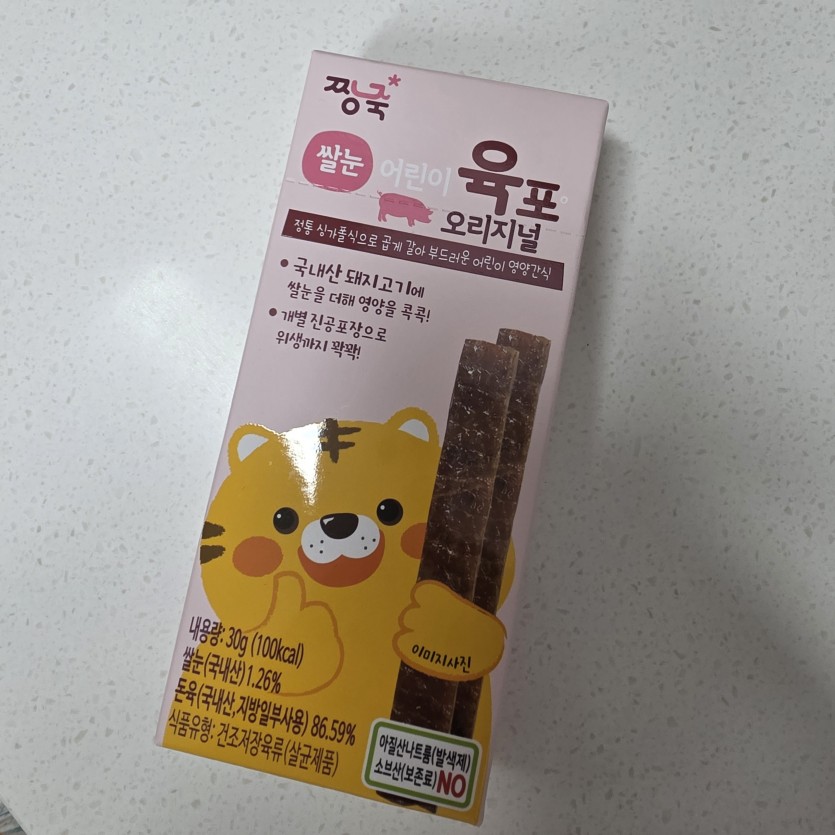 짱죽*
쌀눈 어린이 육포
오리지널
정통 싱가폴식으로 곱게 갈아 부드러운 어린이 영양간식
• 국내산 돼지고기에
쌀눈을 더해 영양을 콕콕!
• 개별 진공포장으로
위생까지 꽉꽉!
이미지사진
내용량: 30g (100kcal)
쌀눈(국내산)1.26%
돈육(국내산,지방일부사용) 86.59%
식품유형: 건조저장육류(살균제품)
아질산나트륨(발색제)
소브산(보존료)NO